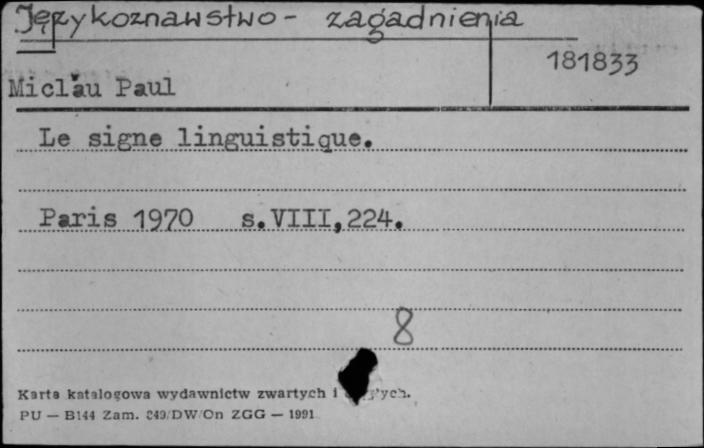 Językoznawstwo - zagadnienia
181833
Miclău Paul
Le signe linguistique.
Paris 1970 s.VIII,224.
8
Karta katalogowa wydawnictw zwartych i
PU — B144 Zam. 849/DW/On ZGG — 1991